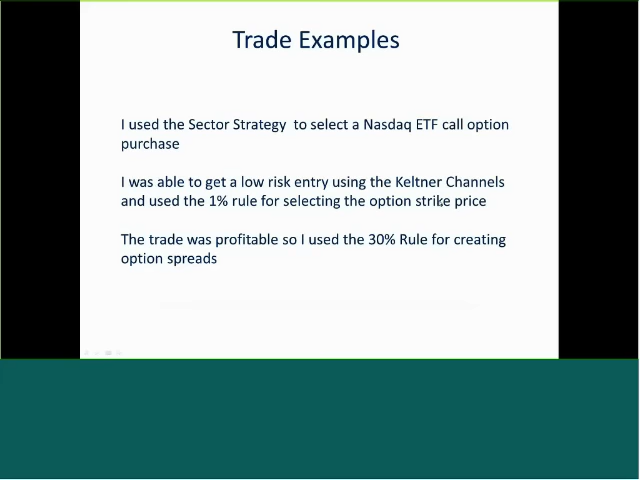 Trade Examples
I used the Sector Strategy to select a Nasdaq ETF call option
purchase
I was able to get a low risk entry using the Keltner Channels
and used the 1% rule for selecting the option strike price
The trade was profitable so I used the 30% Rule for creating
option spreads